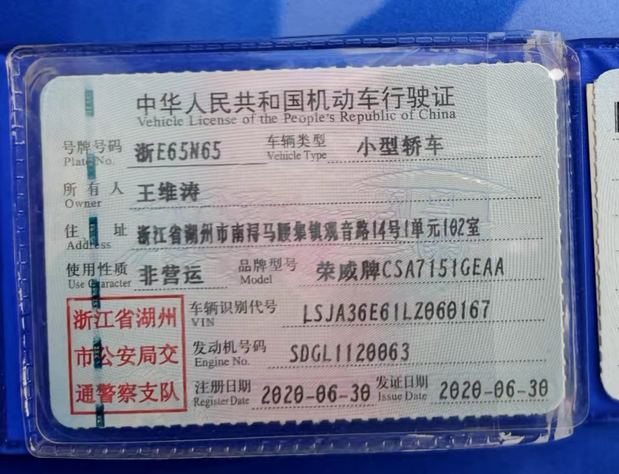 中华人民共和国机动车行驶证
Vehicle License of the People's Republic of China
号牌号码 浙E65N65 车辆类型 小型轿车
Plate No. Vehicle Type
所有人 王维涛
Owner
住址 浙江省湖州市南浔马腰集镇观音路14号1单元102室
Address
使用性质 非营运 品牌型号 荣威牌CSA7151GEAA
Use Character Model
浙江省湖州
市公安局交
通警察支队
车辆识别代号 LSJA36E61LZ060167
VIN
发动机号码 SDGL1120063
Engine No.
注册日期 2020-06-30 发证日期 2020-06-30
Register Date Issue Date